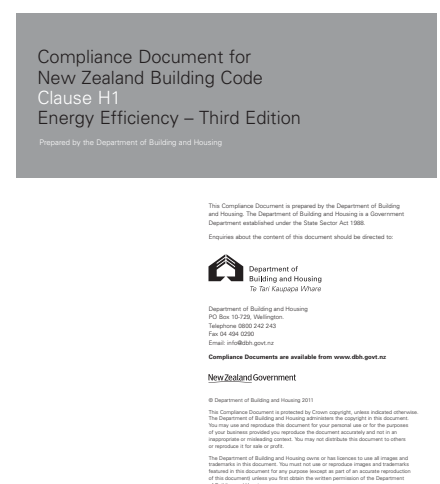 Compliance Document for
New Zealand Building Code
Clause H1
Energy Efficiency – Third Edition
Prepared by the Department of Building and Housing
This Compliance Document is prepared by the Department of Building
and Housing. The Department of Building and Housing is a Government
Department established under the State Sector Act 1988.
Enquiries about the content of this document should be directed to:
Department of
Building and Housing
Te Tari Kaupapa Whare
Department of Building and Housing
PO Box 10-729, Wellington.
Telephone 0800 242 243
Fax 04 494 0290
Email: info@dbh.govt.nz
Compliance Documents are available from www.dbh.govt.nz
New Zealand Government
© Department of Building and Housing 2011
This Compliance Document is protected by Crown copyright, unless indicated otherwise.
The Department of Building and Housing administers the copyright in this document.
You may use and reproduce this document for your personal use or for the purposes
of your business provided you reproduce the document accurately and not in an
inappropriate or misleading context. You may not distribute this document to others
or reproduce it for sale or profit.
The Department of Building and Housing owns or has licences to use all images and
trademarks in this document. You must not use or reproduce images and trademarks
featured in this document for any purpose (except as part of an accurate reproduction
of this document) unless you first obtain the written permission of the Department